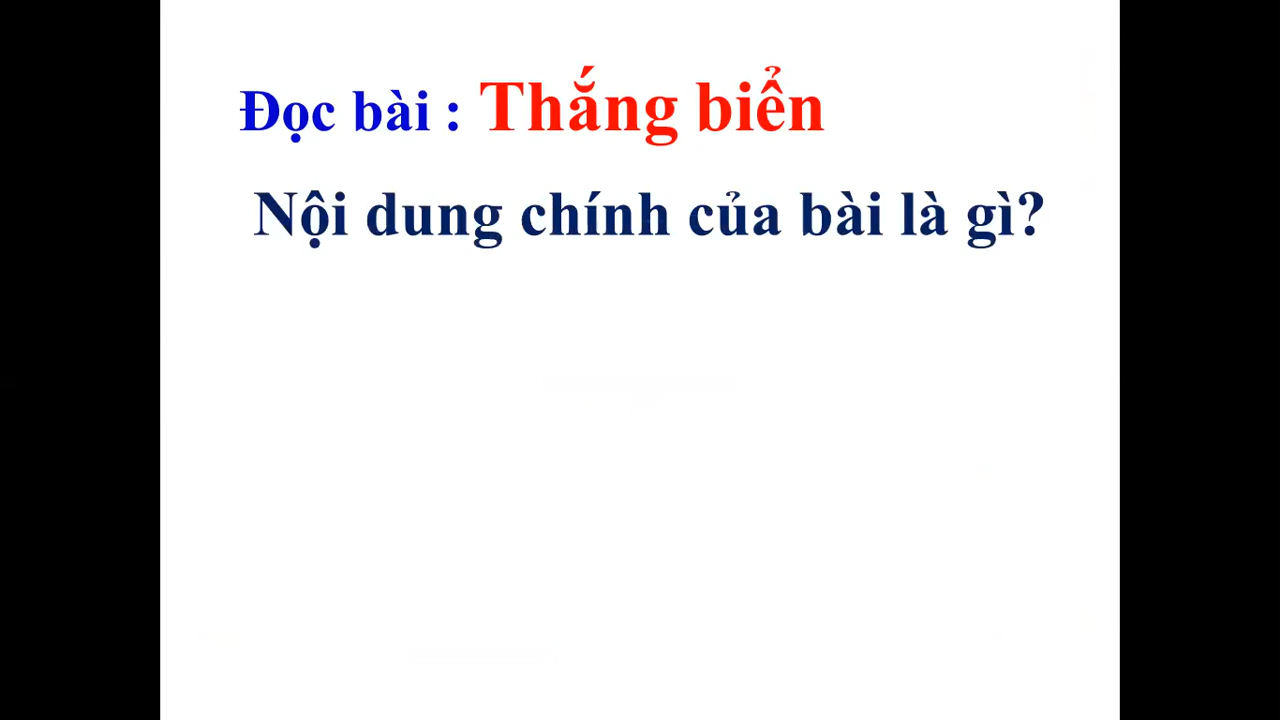 Đọc bài : Thắng biển
Nội dung chính của bài là gì?